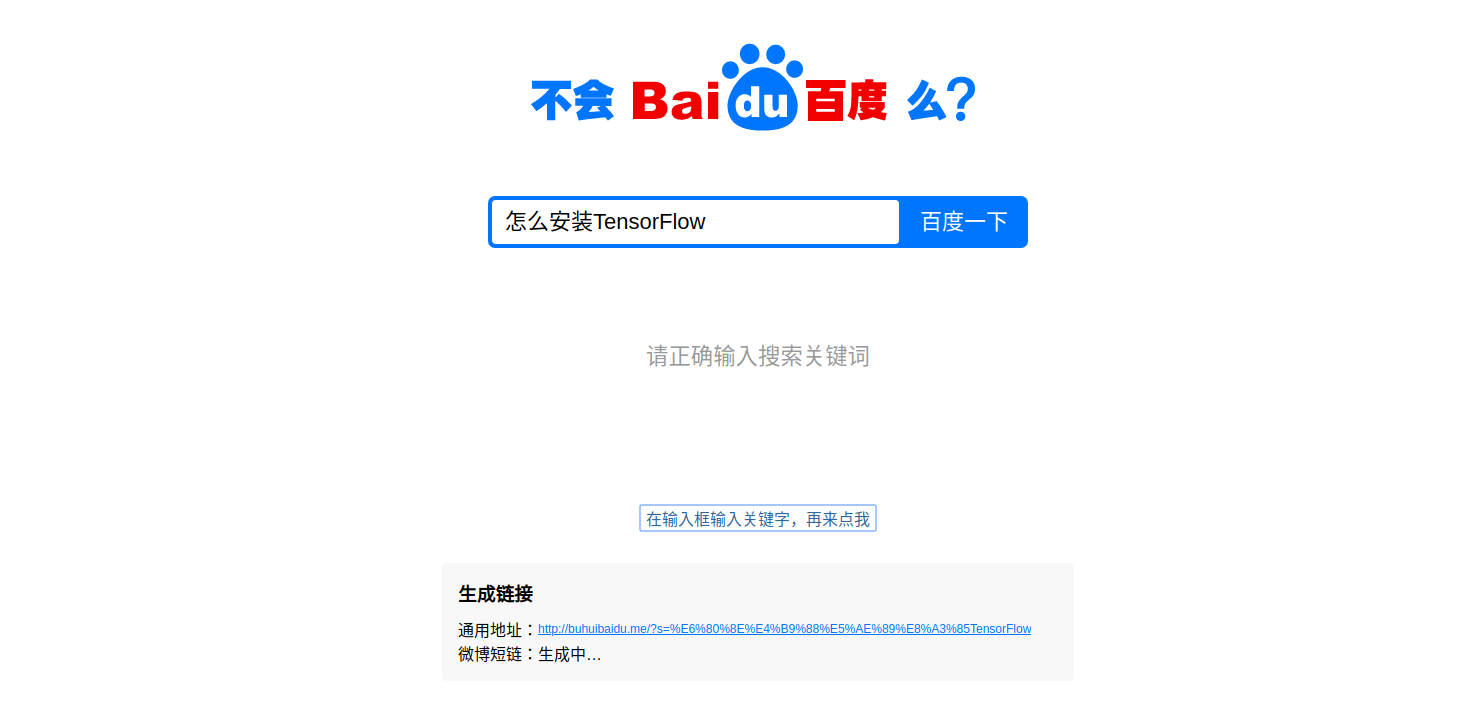 不会 Bai du 百度 么?
怎么安装TensorFlow 百度一下
请正确输入搜索关键词
在输入框输入关键字，再来点我
生成链接
通用地址：http://buhuibaidu.me/?s=%E6%80%8E%E4%B9%88%E5%AE%89%E8%A3%85TensorFlow
微博短链：生成中…